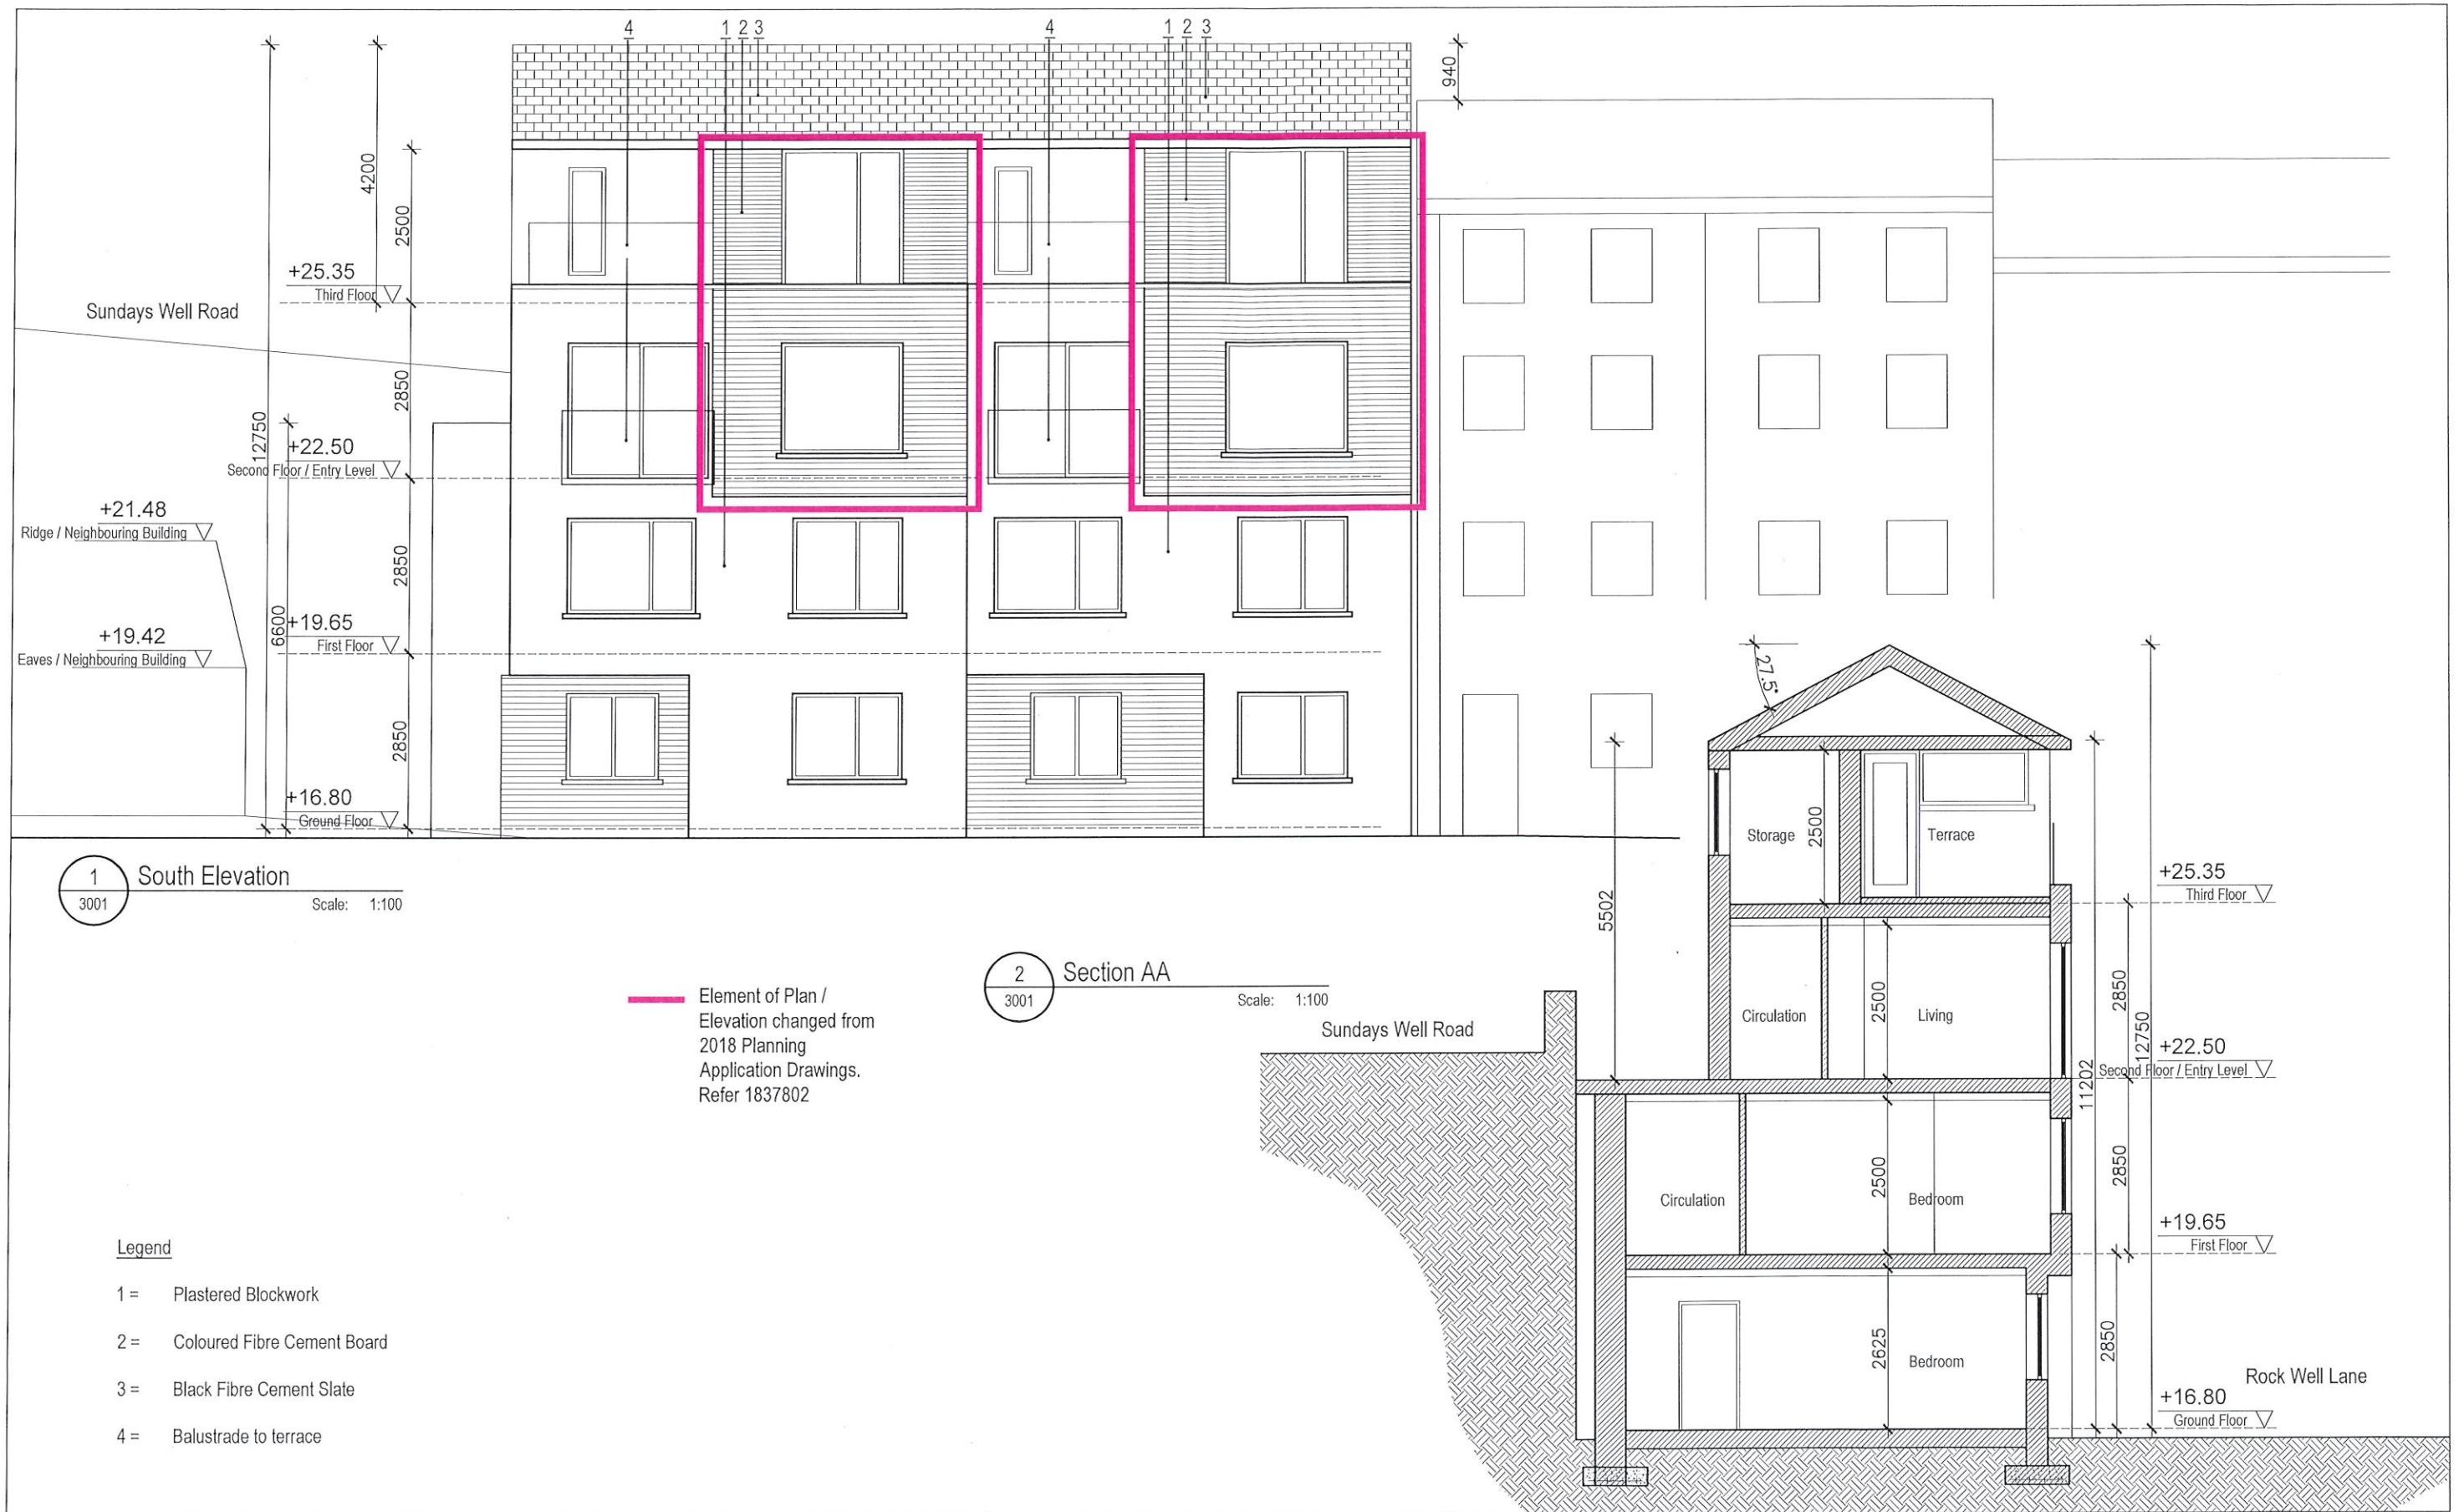 4
1 2 3
4
1 2 3
940
4200
2500
+25.35
Third Floor
Sundays Well Road
2850
12750
+22.50
Second Floor / Entry Level
+21.48
Ridge / Neighbouring Building
2850
6600
+19.65
First Floor
+19.42
Eaves / Neighbouring Building
2850
+16.80
Ground Floor
1
3001
South Elevation
Scale: 1:100
Element of Plan /
Elevation changed from
2018 Planning
Application Drawings.
Refer 1837802
2
3001
Section AA
Scale: 1:100
Sundays Well Road
27.5°
Storage
2500
Terrace
+25.35
Third Floor
5502
Circulation
2500
Living
2850
12750
11202
+22.50
Second Floor / Entry Level
Circulation
2500
Bedroom
2850
+19.65
First Floor
2625
Bedroom
2850
Rock Well Lane
+16.80
Ground Floor
Legend
1 = Plastered Blockwork
2 = Coloured Fibre Cement Board
3 = Black Fibre Cement Slate
4 = Balustrade to terrace